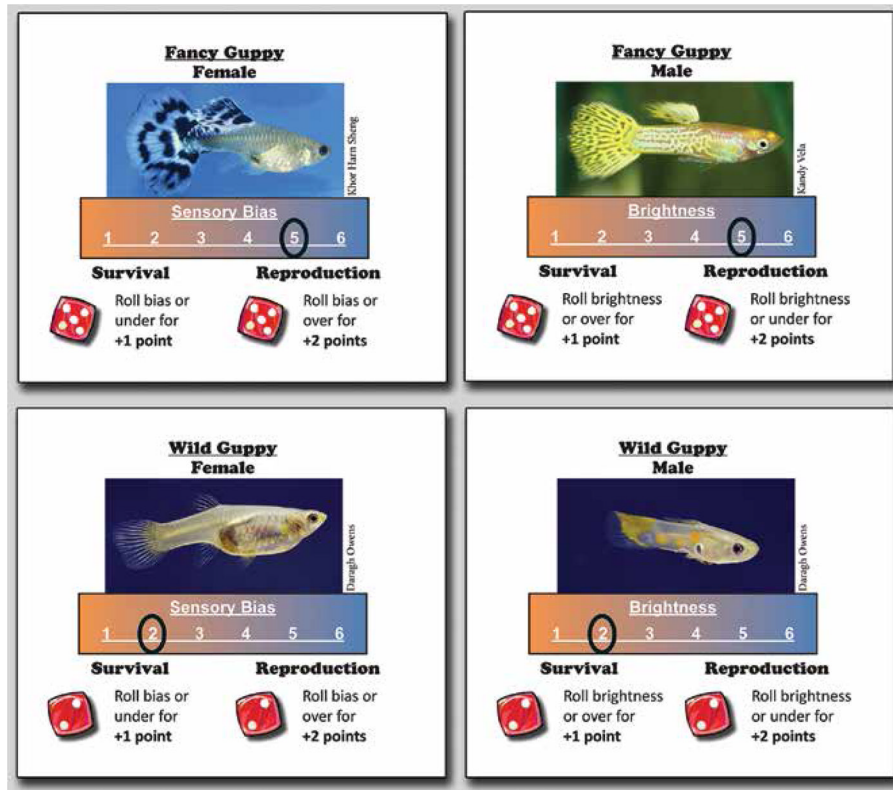 Fancy Guppy
Female
Khor Harn Sheng
Sensory Bias
1 2 3 4 5 6
Survival
Reproduction
Roll bias or
under for
+1 point
Roll bias or
over for
+2 points
Fancy Guppy
Male
Kandy Vela
Brightness
1 2 3 4 5 6
Survival
Reproduction
Roll brightness
or over for
+1 point
Roll brightness
or under for
+2 points
Wild Guppy
Female
Daragh Owens
Sensory Bias
1 2 3 4 5 6
Survival
Reproduction
Roll bias or
under for
+1 point
Roll bias or
over for
+2 points
Wild Guppy
Male
Daragh Owens
Brightness
1 2 3 4 5 6
Survival
Reproduction
Roll brightness
or over for
+1 point
Roll brightness
or under for
+2 points